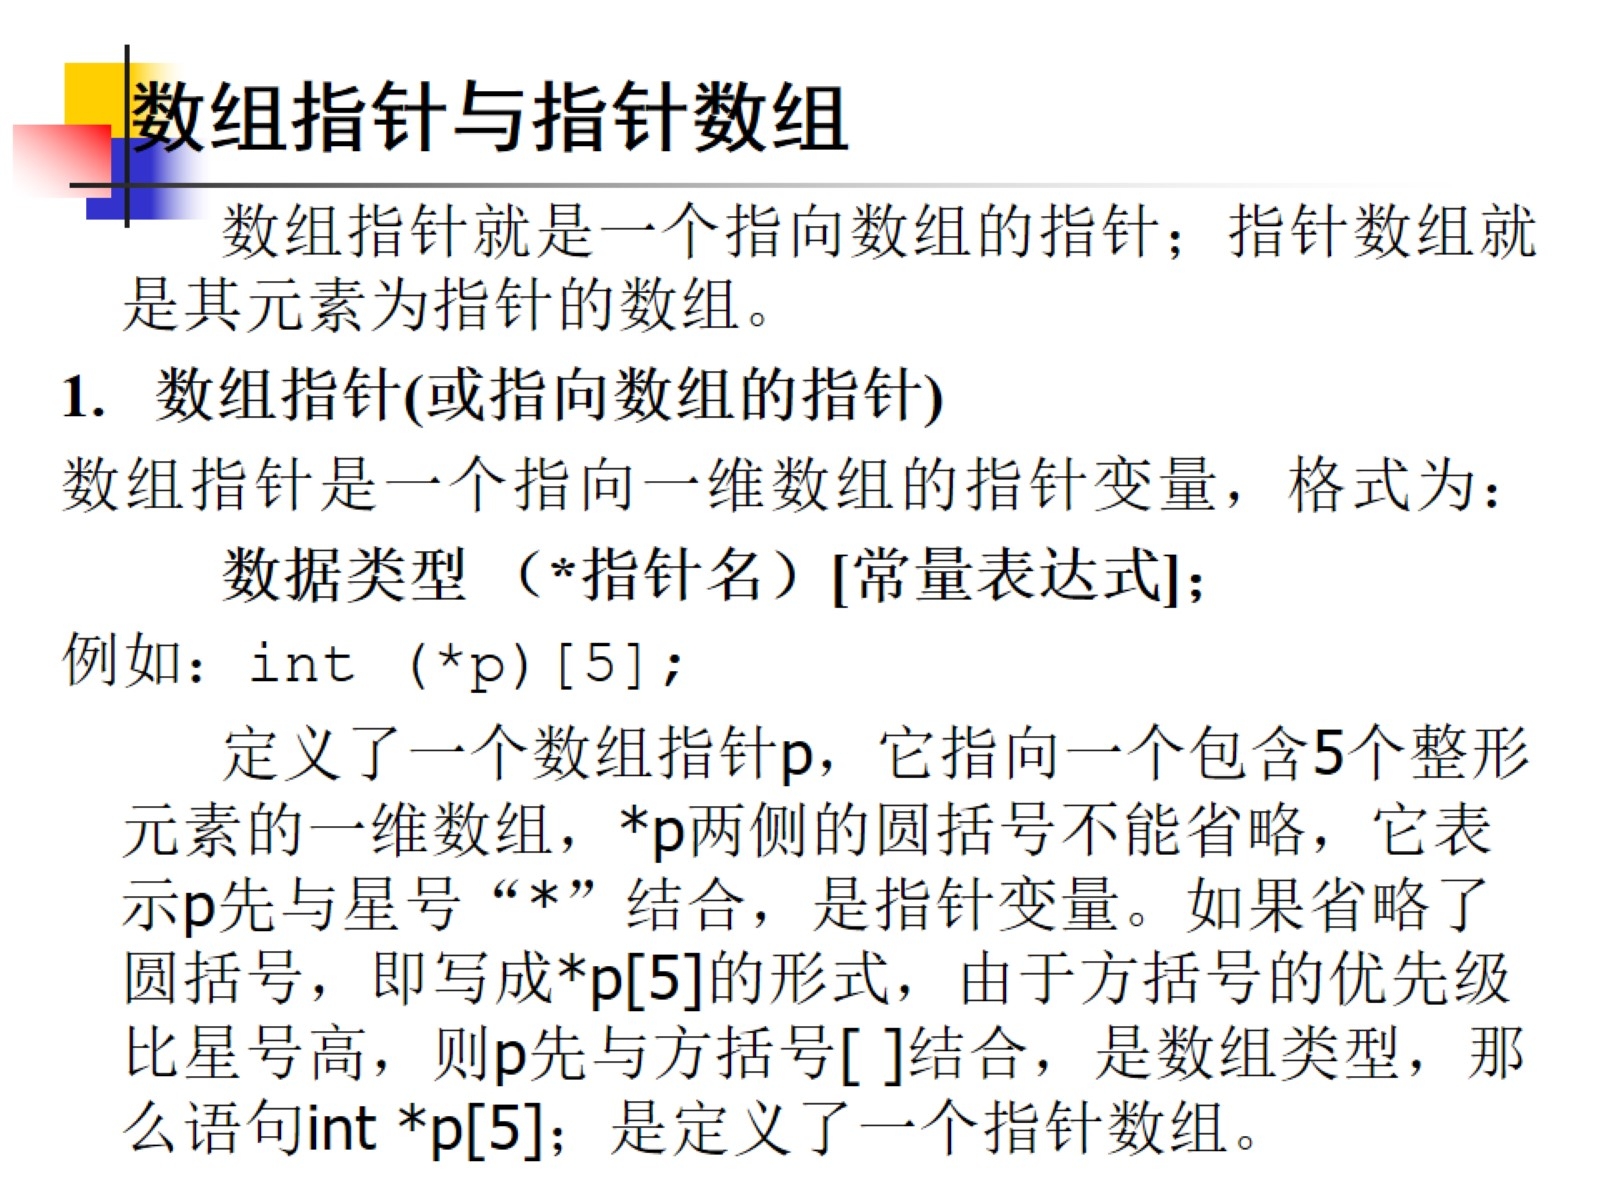 数组指针与指针数组
数组指针就是一个指向数组的指针；指针数组就
是其元素为指针的数组。
1. 数组指针(或指向数组的指针)
数组指针是一个指向一维数组的指针变量，格式为：
数据类型 （*指针名）[常量表达式]；
例如：int (*p)[5];
定义了一个数组指针p，它指向一个包含5个整形
元素的一维数组，*p两侧的圆括号不能省略，它表
示p先与星号“*”结合，是指针变量。如果省略了
圆括号，即写成*p[5]的形式，由于方括号的优先级
比星号高，则p先与方括号[ ]结合，是数组类型，那
么语句int *p[5]；是定义了一个指针数组。